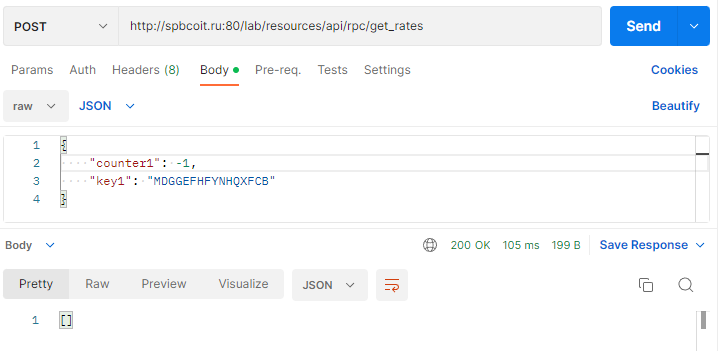 POST http://spbcoit.ru:80/lab/resources/api/rpc/get_rates Send
Params Auth Headers (8) Body Pre-req. Tests Settings Cookies
raw JSON Beautify
1 {
2 "counter1": -1,
3 "key1": "MDGGEFHFYNHQXFCB"
4 }
Body 200 OK 105 ms 199 B Save Response
Pretty Raw Preview Visualize JSON
1 []